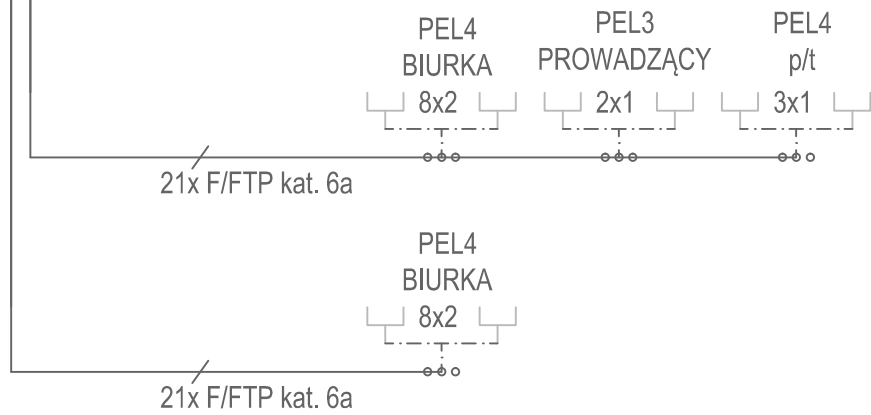 PEL4
BIURKA
8x2
PEL3
PROWADZĄCY
2x1
PEL4
p/t
3x1
21x F/FTP kat. 6a
PEL4
BIURKA
8x2
21x F/FTP kat. 6a